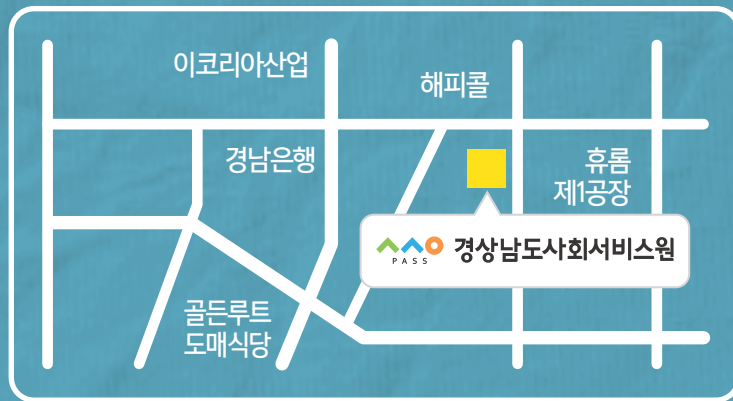 이코리아산업
해피콜
경남은행
휴롬
제1공장
PASS
경상남도사회서비스원
골든루트
도매식당